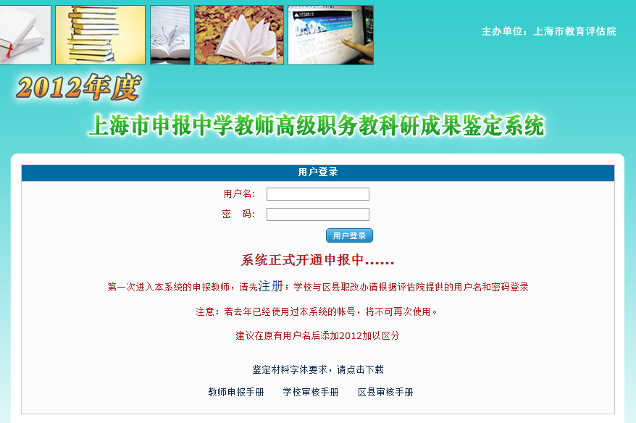 主办单位：上海市教育评估院
2012年度
上海市申报中学教师高级职务教科研成果鉴定系统
用户登录
用户名：
密 码：
用户登录
系统正式开通申报中......
第一次进入本系统的申报教师，请先注册；学校与区县职改办请根据评估院提供的用户名和密码登录
注意：若去年已经使用过本系统的帐号，将不可再次使用。
建议在原有用户名后添加2012加以区分
鉴定材料字体要求，请点击下载
教师申报手册 学校审核手册 区县审核手册